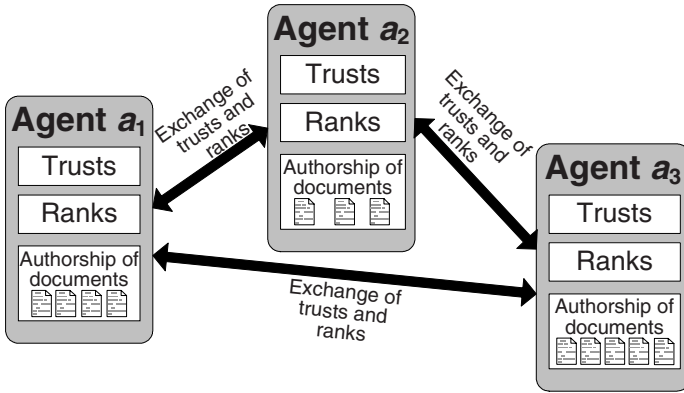 Agent a1
Trusts
Ranks
Authorship of
documents
Exchange of
trusts and
ranks
Agent a2
Trusts
Ranks
Authorship of
documents
Exchange of
trusts and
ranks
Agent a3
Trusts
Ranks
Authorship of
documents
Exchange of
trusts and
ranks